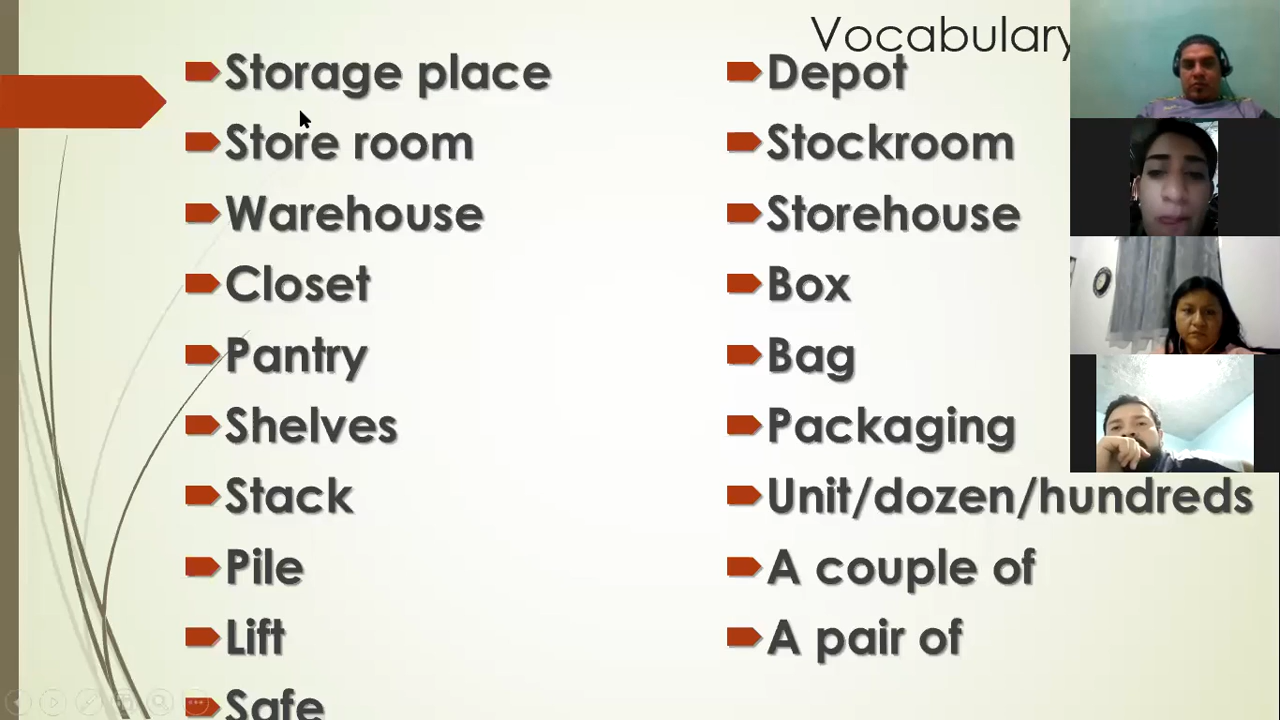 Vocabulary
Storage place
Store room
Warehouse
Closet
Pantry
Shelves
Stack
Pile
Lift
Safe
Depot
Stockroom
Storehouse
Box
Bag
Packaging
Unit/dozen/hundreds
A couple of
A pair of